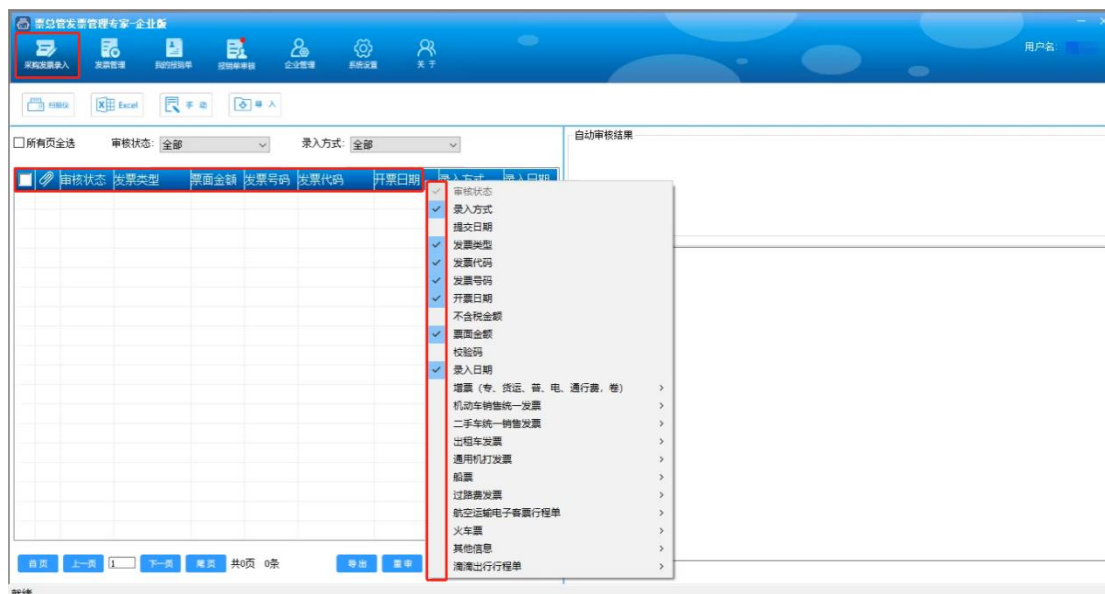 票总管发票管理专家-企业版
采购发票录入 发票管理 我的报销单 报销单审核 企业管理 系统设置 关于
用户名:
扫描仪 Excel 手动 导入
所有页全选 审核状态: 全部 录入方式: 全部
自动审核结果
审核状态 发票类型 票面金额 发票号码 发票代码 开票日期 录入方式 录入日期
审核状态
录入方式
提交日期
发票类型
发票代码
发票号码
开票日期
不含税金额
票面金额
校验码
录入日期
增票（专、货运、普、电、通行费，卷）
机动车销售统一发票
二手车统一销售发票
出租车发票
通用机打发票
船票
过路费发票
航空运输电子客票行程单
火车票
其他信息
滴滴出行行程单
首页 上一页 1 下一页 尾页 共0页 0条 导出 重审
就绪